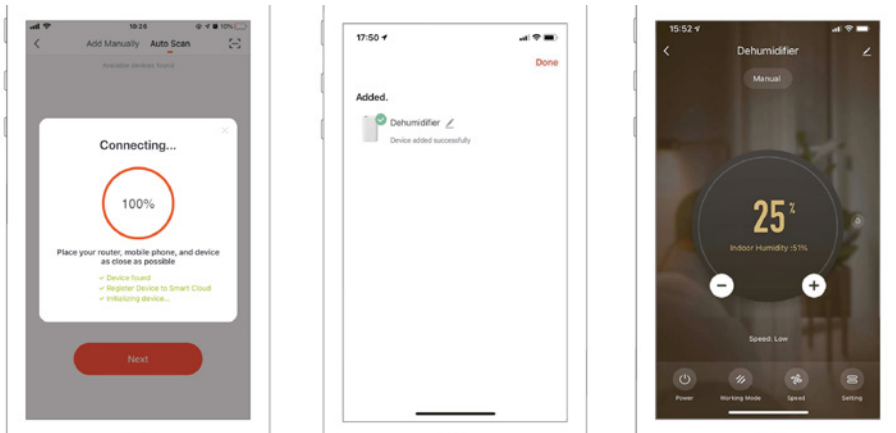 10:26
10%
Add Manually Auto Scan
Available devices found
Connecting...
100%
Place your router, mobile phone, and device
as close as possible
✓ Device found
✓ Register Device to Smart Cloud
✓ Initializing device...
Next
17:50
Done
Added.
Dehumidifier
Device added successfully
15:52
Dehumidifier
Manual
25 %
Indoor Humidity :51%
Speed: Low
Power Working Mode Speed Setting